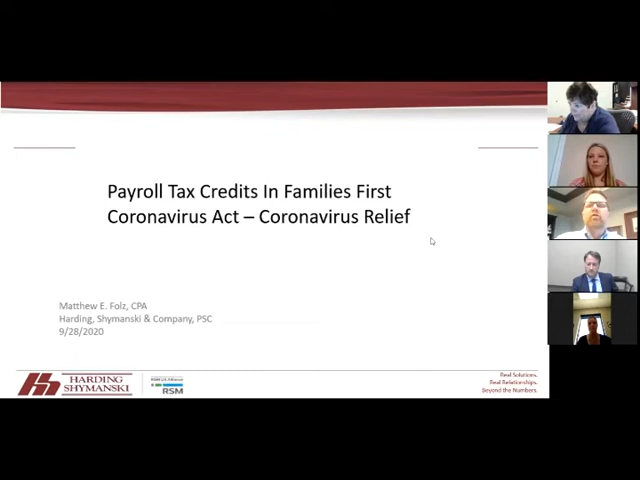 Payroll Tax Credits In Families First
Coronavirus Act – Coronavirus Relief
Matthew E. Folz, CPA
Harding, Shymanski & Company, PSC
9/28/2020
HARDING
SHYMANSKI
RSM US Alliance
RSM
Real Solutions.
Real Relationships.
Beyond the Numbers.